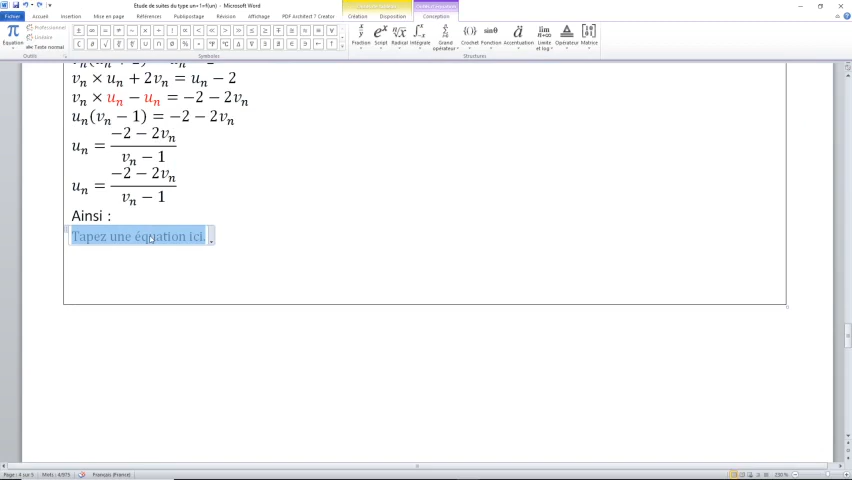 Étude de suites du type un+1=f(un) - Microsoft Word
Fichier Accueil Insertion Mise en page Références Publipostage Révision Affichage PDF Architect 7 Creator Création Disposition Conception
Professionnel
Linéaire
abc Texte normal
Équation
Fraction Script Radical Intégrale Grand opérateur Crochet Fonction Accentuation Limite et log Opérateur Matrice
Outils Symboles Structures
vₙ × uₙ + 2vₙ = uₙ − 2
vₙ × uₙ − uₙ = −2 − 2vₙ
uₙ(vₙ − 1) = −2 − 2vₙ
uₙ = (−2 − 2vₙ)/(vₙ − 1)
uₙ = (−2 − 2vₙ)/(vₙ − 1)
Ainsi :
Tapez une équation ici.
Page : 4 sur 5 Mots : 4/975 Français (France) 230 %